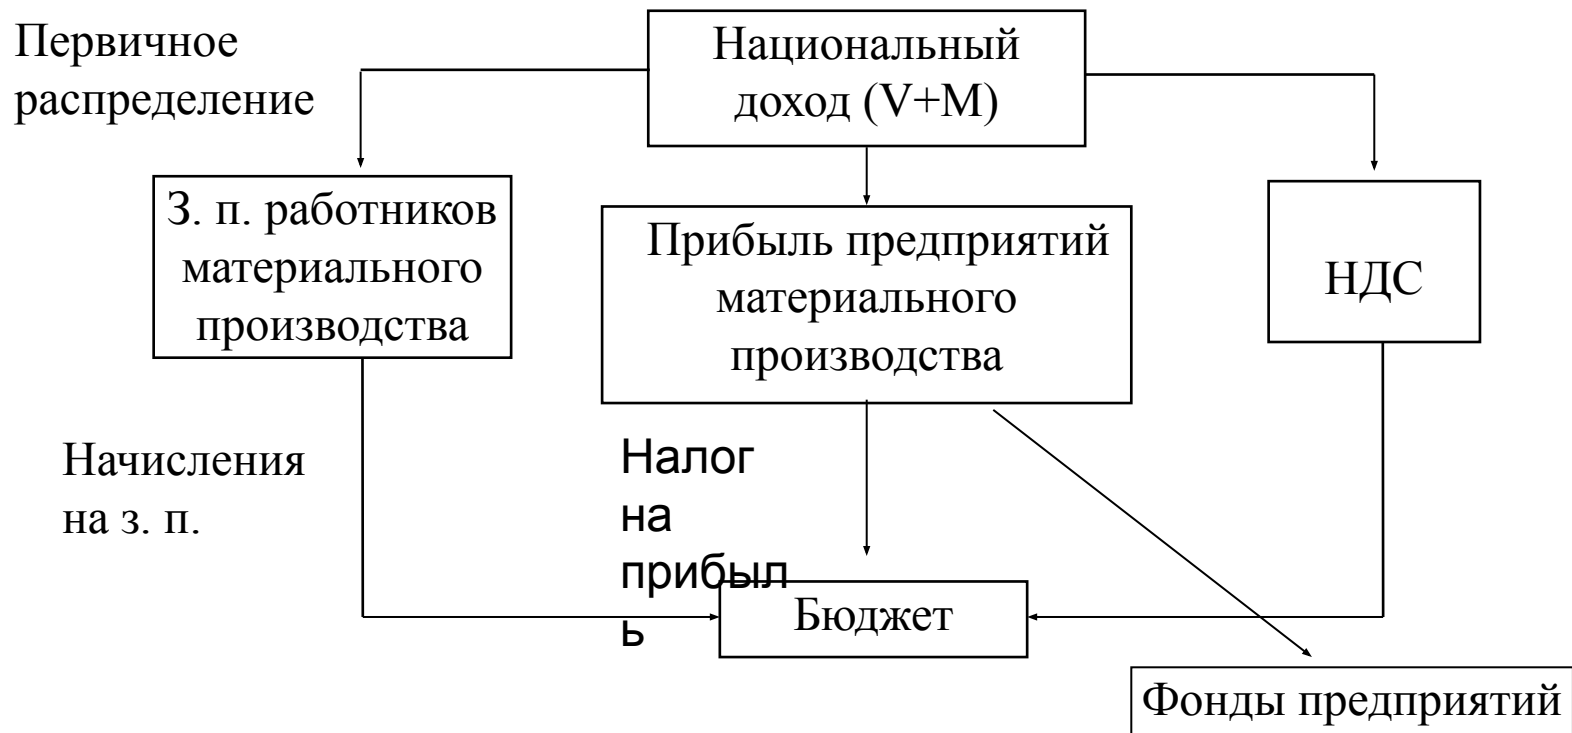 Первичное
распределение
Национальный
доход (V+M)
З. п. работников
материального
производства
Прибыль предприятий
материального
производства
НДС
Начисления
на з. п.
Налог
на
прибыл
ь
Бюджет
Фонды предприятий